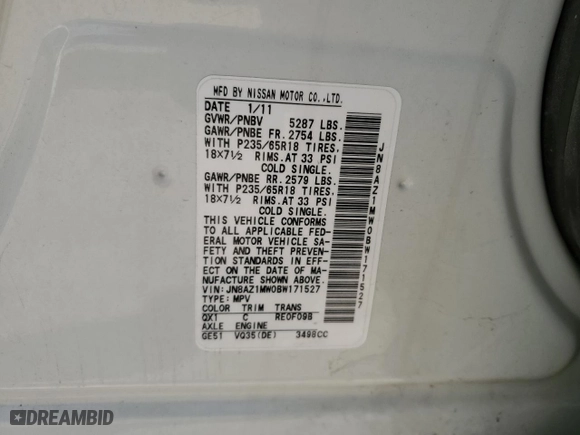 MFD BY NISSAN MOTOR CO.,LTD.
DATE 1/11
GVWR/PNBV 5287 LBS.
GAWR/PNBE FR. 2754 LBS.
WITH P235/65R18 TIRES.
18X7½ RIMS.AT 33 PSI
COLD SINGLE.
GAWR/PNBE RR. 2579 LBS.
WITH P235/65R18 TIRES.
18X7½ RIMS.AT 33 PSI
COLD SINGLE.
THIS VEHICLE CONFORMS
TO ALL APPLICABLE FED-
ERAL MOTOR VEHICLE SA-
FETY AND THEFT PREVEN-
TION STANDARDS IN EFF-
ECT ON THE DATE OF MA-
NUFACTURE SHOWN ABOVE.
VIN: JN8AZ1MW0BW171527
TYPE: MPV
COLOR TRIM TRANS
QX1 C RE0F09B
AXLE ENGINE
GE51 VQ35(DE) 3498CC
JN8AZ1MW0BW171527
DREAMBID